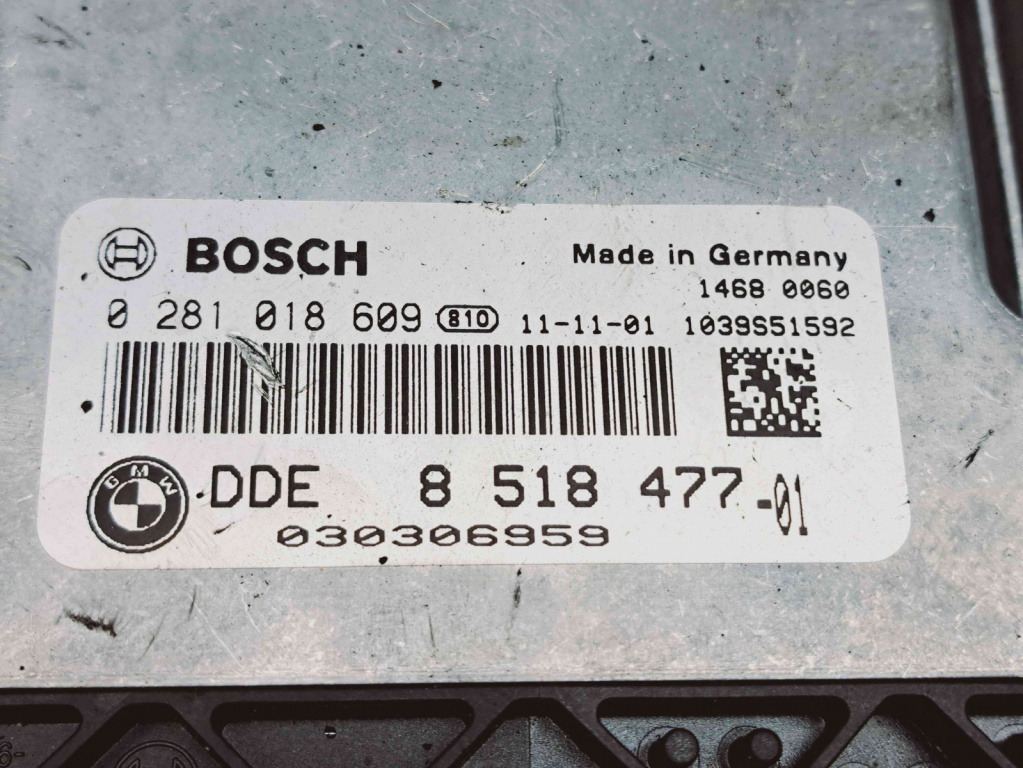 BOSCH Made in Germany
1468 0060
0 281 018 609 810 11-11-01 1039S51592
BMW DDE 8 518 477-01
030306959